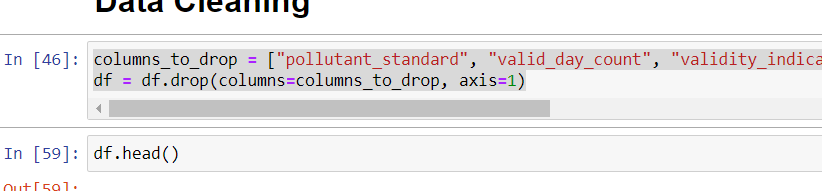 Data Cleaning
In [46]: columns_to_drop = ["pollutant_standard", "valid_day_count", "validity_indica
df = df.drop(columns=columns_to_drop, axis=1)
In [59]: df.head()
Out[59]: